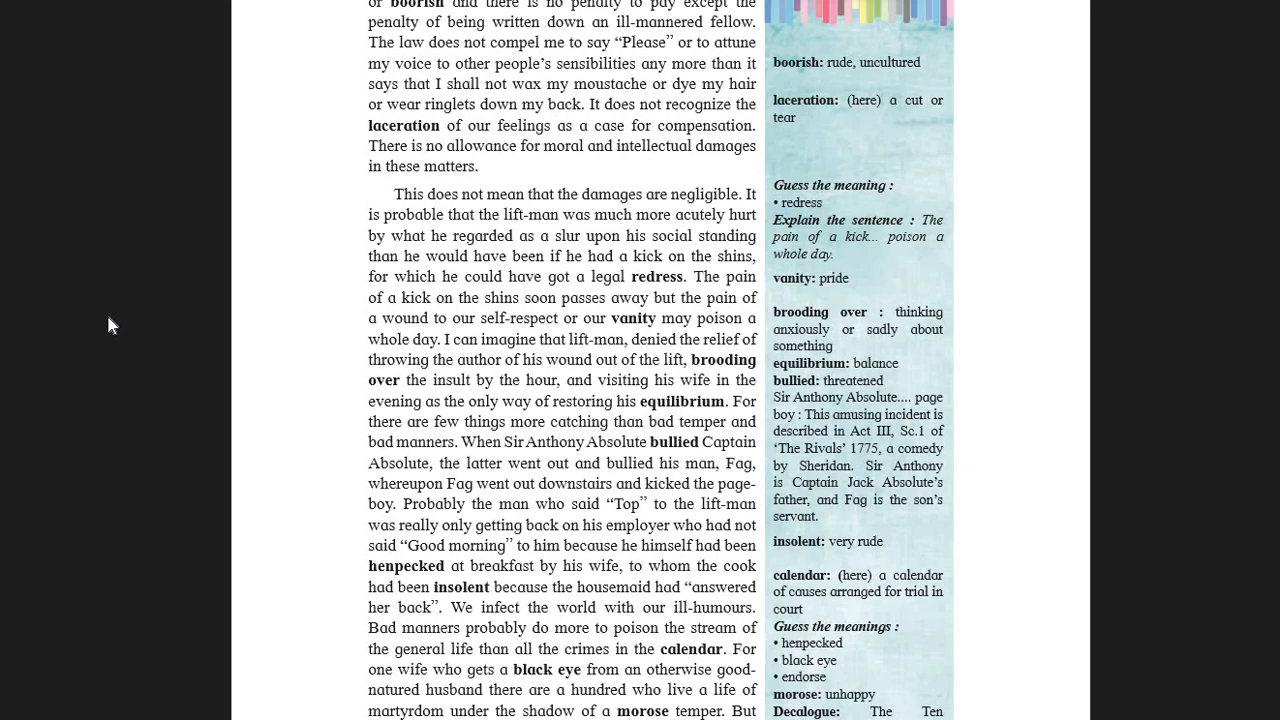 or boorish and there is no penalty to pay except the
penalty of being written down an ill-mannered fellow.
The law does not compel me to say “Please” or to attune
my voice to other people’s sensibilities any more than it
says that I shall not wax my moustache or dye my hair
or wear ringlets down my back. It does not recognize the
laceration of our feelings as a case for compensation.
There is no allowance for moral and intellectual damages
in these matters.
This does not mean that the damages are negligible. It
is probable that the lift-man was much more acutely hurt
by what he regarded as a slur upon his social standing
than he would have been if he had a kick on the shins,
for which he could have got a legal redress. The pain
of a kick on the shins soon passes away but the pain of
a wound to our self-respect or our vanity may poison a
whole day. I can imagine that lift-man, denied the relief of
throwing the author of his wound out of the lift, brooding
over the insult by the hour, and visiting his wife in the
evening as the only way of restoring his equilibrium. For
there are few things more catching than bad temper and
bad manners. When Sir Anthony Absolute bullied Captain
Absolute, the latter went out and bullied his man, Fag,
whereupon Fag went out downstairs and kicked the page-
boy. Probably the man who said “Top” to the lift-man
was really only getting back on his employer who had not
said “Good morning” to him because he himself had been
henpecked at breakfast by his wife, to whom the cook
had been insolent because the housemaid had “answered
her back”. We infect the world with our ill-humours.
Bad manners probably do more to poison the stream of
the general life than all the crimes in the calendar. For
one wife who gets a black eye from an otherwise good-
natured husband there are a hundred who live a life of
martyrdom under the shadow of a morose temper. But
boorish: rude, uncultured
laceration: (here) a cut or
tear
Guess the meaning :
• redress
Explain the sentence : The
pain of a kick... poison a
whole day.
vanity: pride
brooding over : thinking
anxiously or sadly about
something
equilibrium: balance
bullied: threatened
Sir Anthony Absolute.... page
boy : This amusing incident is
described in Act III, Sc.1 of
‘The Rivals’ 1775, a comedy
by Sheridan. Sir Anthony
is Captain Jack Absolute’s
father, and Fag is the son’s
servant.
insolent: very rude
calendar: (here) a calendar
of causes arranged for trial in
court
Guess the meanings :
• henpecked
• black eye
• endorse
morose: unhappy
Decalogue: The Ten